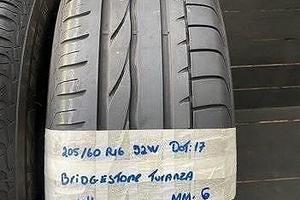 205/60 R16 92W DOT:17
BRIDGESTONE TURANZA
MM: 6